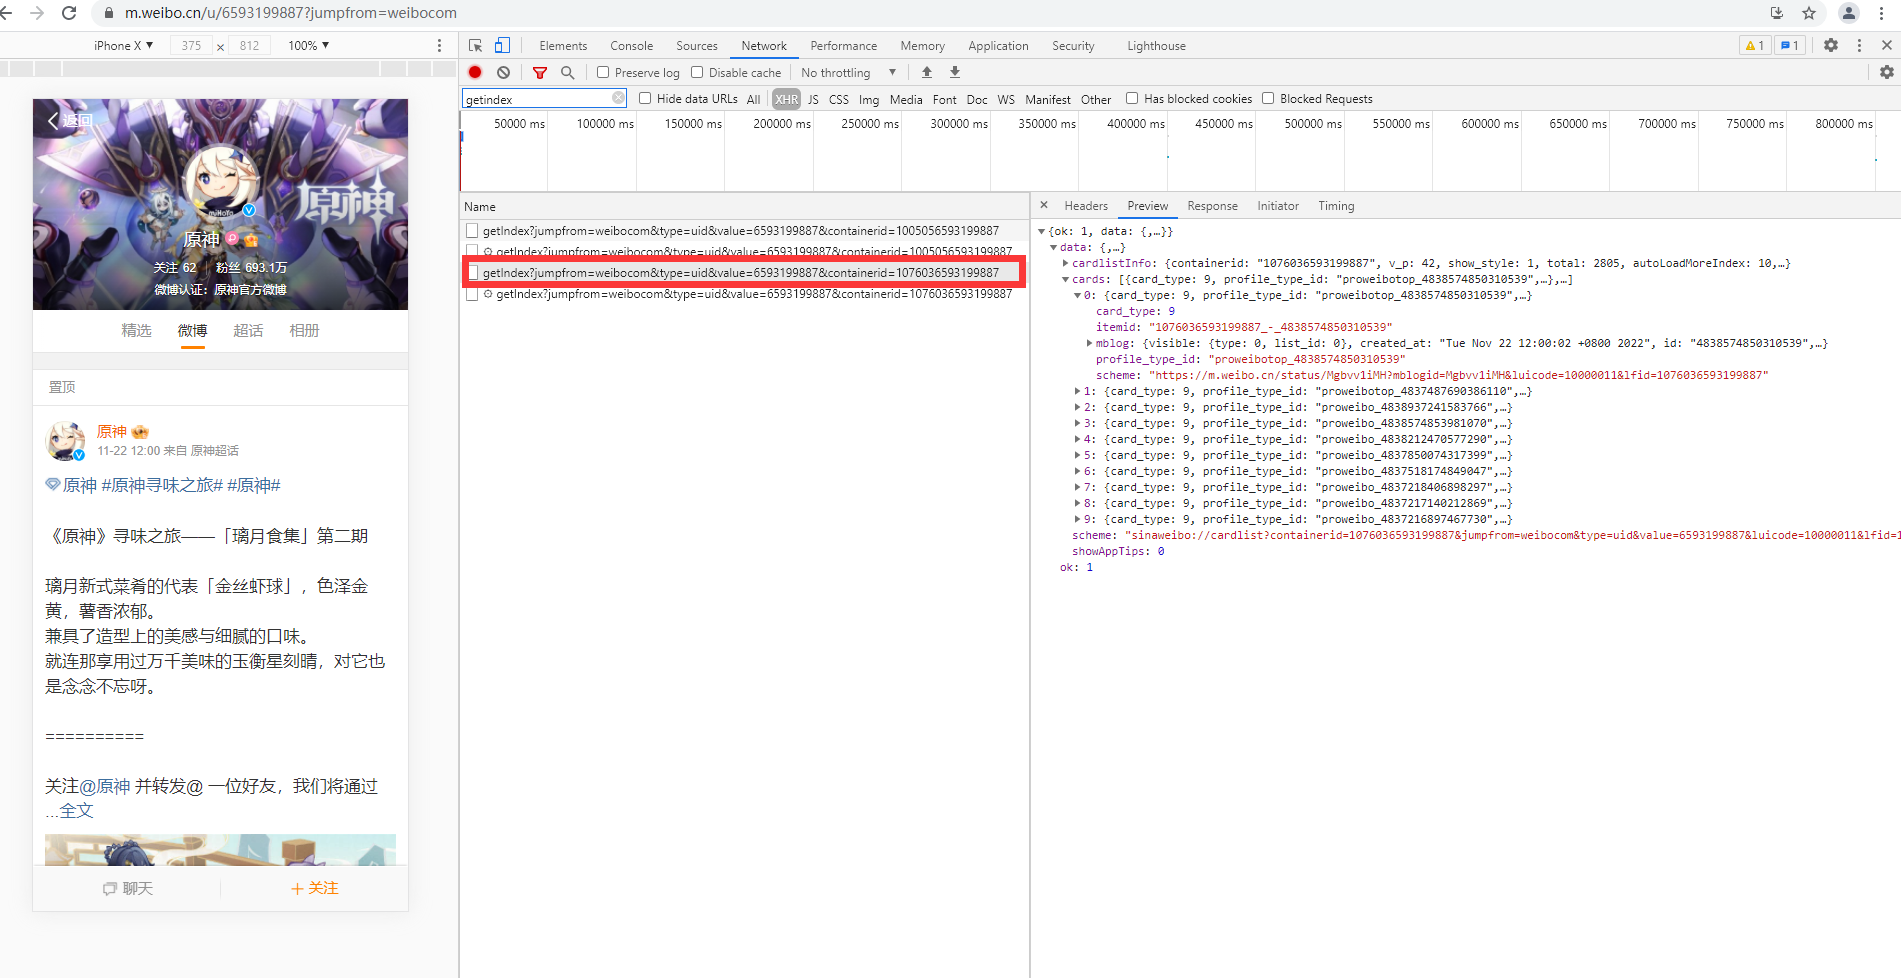 m.weibo.cn/u/6593199887?jumpfrom=weibocom
iPhone X ▼ 375 × 812 100% ▼
Elements Console Sources Network Performance Memory Application Security Lighthouse 1 1
Preserve log Disable cache No throttling ▼
getindex Hide data URLs All XHR JS CSS Img Media Font Doc WS Manifest Other Has blocked cookies Blocked Requests
50000 ms 100000 ms 150000 ms 200000 ms 250000 ms 300000 ms 350000 ms 400000 ms 450000 ms 500000 ms 550000 ms 600000 ms 650000 ms 700000 ms 750000 ms 800000 ms
返回
miHoYo
原神
原神
关注 62 粉丝 693.1万
微博认证：原神官方微博
精选 微博 超话 相册
置顶
原神
11-22 12:00 来自 原神超话
原神 #原神寻味之旅# #原神#
《原神》寻味之旅——「璃月食集」第二期
璃月新式菜肴的代表「金丝虾球」，色泽金
黄，薯香浓郁。
兼具了造型上的美感与细腻的口味。
就连那享用过万千美味的玉衡星刻晴，对它也
是念念不忘呀。
==========
关注@原神 并转发@ 一位好友，我们将通过
...全文
聊天 关注
Name
getIndex?jumpfrom=weibocom&type=uid&value=6593199887&containerid=1005056593199887
getIndex?jumpfrom=weibocom&type=uid&value=6593199887&containerid=1005056593199887
getIndex?jumpfrom=weibocom&type=uid&value=6593199887&containerid=1076036593199887
getIndex?jumpfrom=weibocom&type=uid&value=6593199887&containerid=1076036593199887
× Headers Preview Response Initiator Timing
▼{ok: 1, data: {,…}}
▼data: {,…}
▶cardlistInfo: {containerid: "1076036593199887", v_p: 42, show_style: 1, total: 2805, autoLoadMoreIndex: 10,…}
▼cards: [{card_type: 9, profile_type_id: "proweibotop_4838574850310539",…},…]
▼0: {card_type: 9, profile_type_id: "proweibotop_4838574850310539",…}
card_type: 9
itemid: "1076036593199887_-_4838574850310539"
▶mblog: {visible: {type: 0, list_id: 0}, created_at: "Tue Nov 22 12:00:02 +0800 2022", id: "4838574850310539",…}
profile_type_id: "proweibotop_4838574850310539"
scheme: "https://m.weibo.cn/status/Mgbvv1iMH?mblogid=Mgbvv1iMH&luicode=10000011&lfid=1076036593199887"
▶1: {card_type: 9, profile_type_id: "proweibotop_4837487690386110",…}
▶2: {card_type: 9, profile_type_id: "proweibo_4838937241583766",…}
▶3: {card_type: 9, profile_type_id: "proweibo_4838574853981070",…}
▶4: {card_type: 9, profile_type_id: "proweibo_4838212470577290",…}
▶5: {card_type: 9, profile_type_id: "proweibo_4837850074317399",…}
▶6: {card_type: 9, profile_type_id: "proweibo_4837518174849047",…}
▶7: {card_type: 9, profile_type_id: "proweibo_4837218406898297",…}
▶8: {card_type: 9, profile_type_id: "proweibo_4837217140212869",…}
▶9: {card_type: 9, profile_type_id: "proweibo_4837216897467730",…}
scheme: "sinaweibo://cardlist?containerid=1076036593199887&jumpfrom=weibocom&type=uid&value=6593199887&luicode=10000011&lfid=1
showAppTips: 0
ok: 1